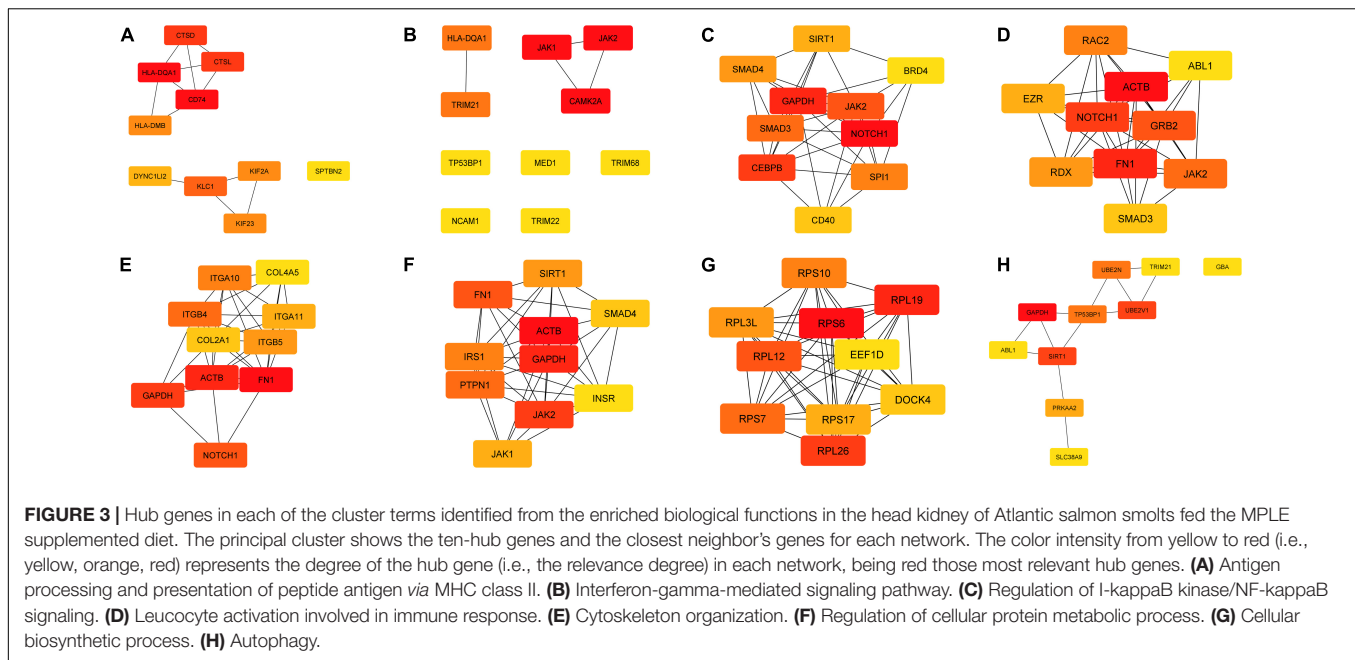 A
CTSD
CTSL
HLA-DQA1
CD74
HLA-DMB
DYNC1LI2
KIF2A
SPTBN2
KLC1
KIF23
B
HLA-DQA1
JAK2
JAK1
TRIM21
CAMK2A
TP53BP1
MED1
TRIM68
NCAM1
TRIM22
C
SIRT1
SMAD4
BRD4
GAPDH
JAK2
SMAD3
NOTCH1
CEBPB
SPI1
CD40
D
RAC2
ABL1
ACTB
EZR
NOTCH1
GRB2
FN1
RDX
JAK2
SMAD3
E
COL4A5
ITGA10
ITGB4
ITGA11
COL2A1
ITGB5
ACTB
FN1
GAPDH
NOTCH1
F
SIRT1
FN1
SMAD4
ACTB
IRS1
GAPDH
PTPN1
INSR
JAK2
JAK1
G
RPS10
RPL19
RPL3L
RPS6
RPL12
EEF1D
DOCK4
RPS7
RPS17
RPL26
H
UBE2N
TRIM21
GBA
GAPDH
TP53BP1
UBE2V1
ABL1
SIRT1
PRKAA2
SLC38A9
FIGURE 3 | Hub genes in each of the cluster terms identified from the enriched biological functions in the head kidney of Atlantic salmon smolts fed the MPLE
supplemented diet. The principal cluster shows the ten-hub genes and the closest neighbor's genes for each network. The color intensity from yellow to red (i.e.,
yellow, orange, red) represents the degree of the hub gene (i.e., the relevance degree) in each network, being red those most relevant hub genes. (A) Antigen
processing and presentation of peptide antigen via MHC class II. (B) Interferon-gamma-mediated signaling pathway. (C) Regulation of I-kappaB kinase/NF-kappaB
signaling. (D) Leucocyte activation involved in immune response. (E) Cytoskeleton organization. (F) Regulation of cellular protein metabolic process. (G) Cellular
biosynthetic process. (H) Autophagy.